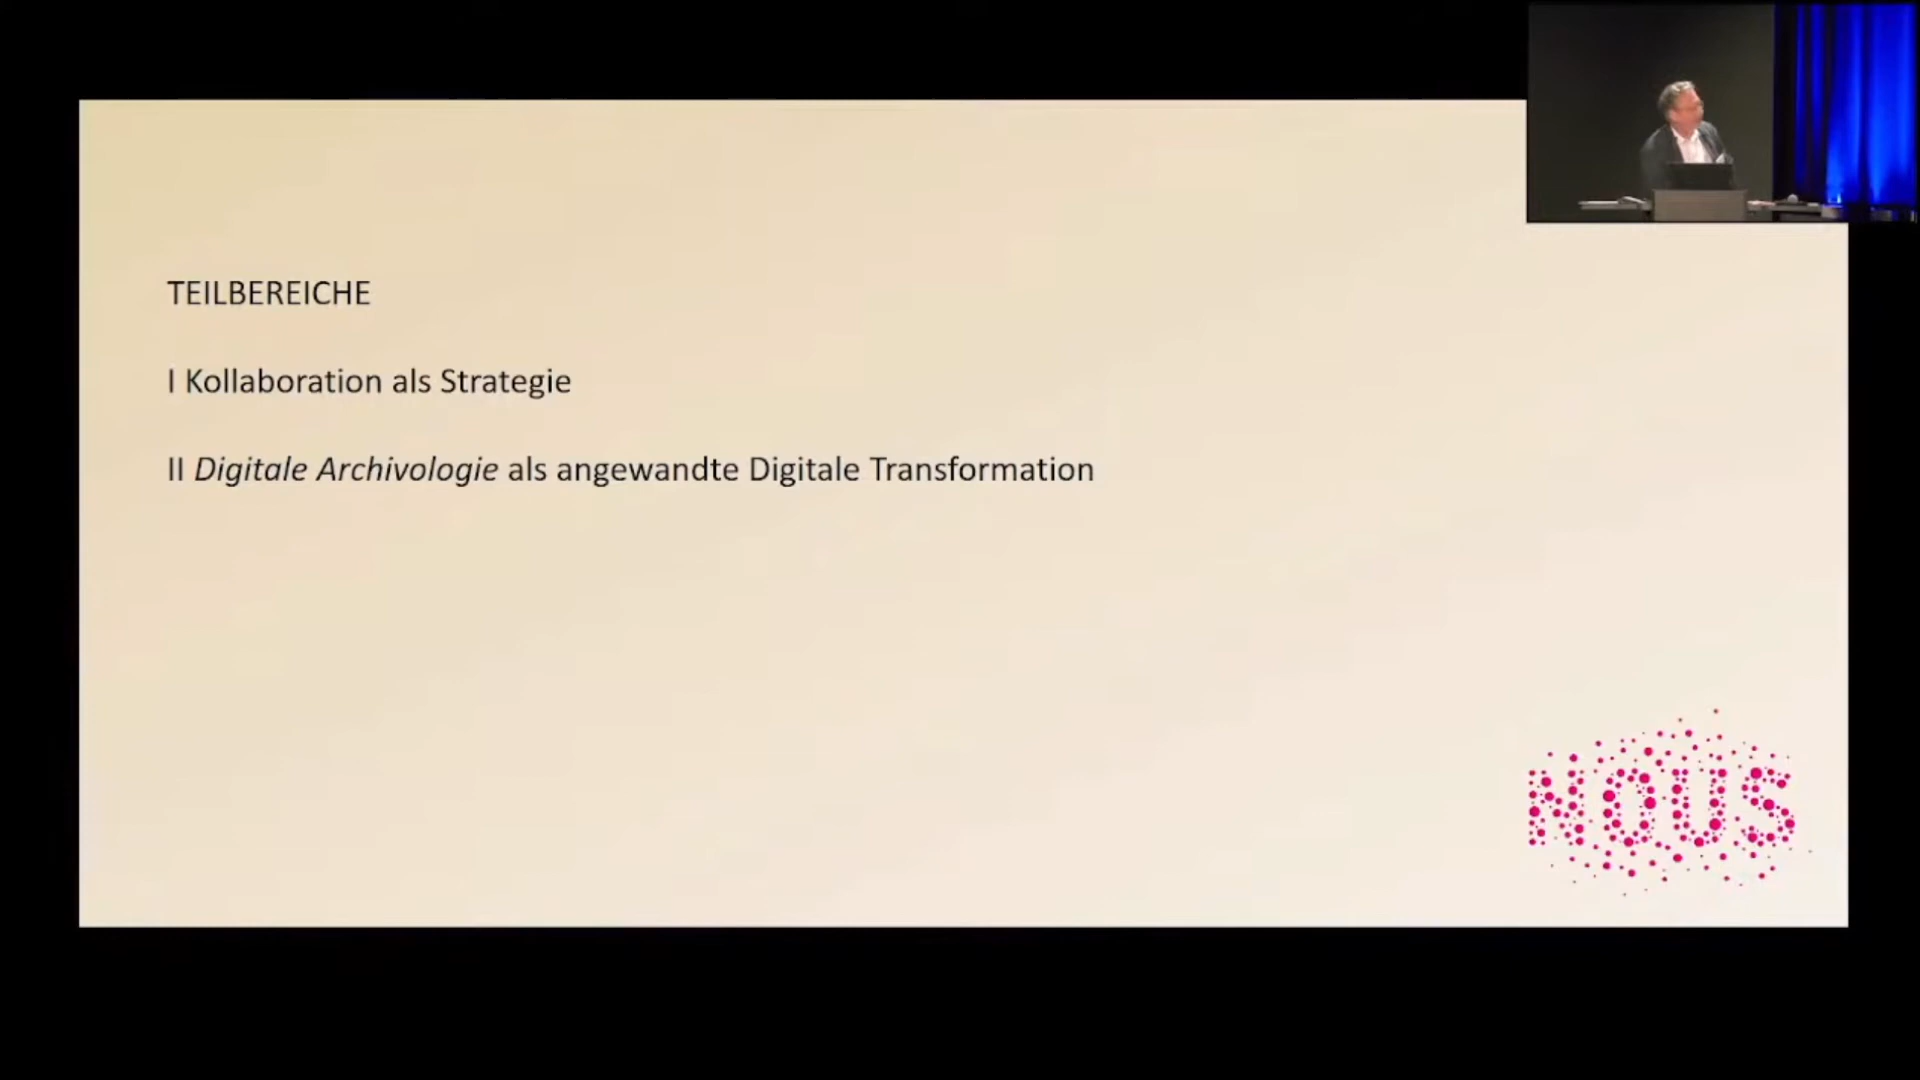 TEILBEREICHE
I Kollaboration als Strategie
II Digitale Archivologie als angewandte Digitale Transformation
NOUS